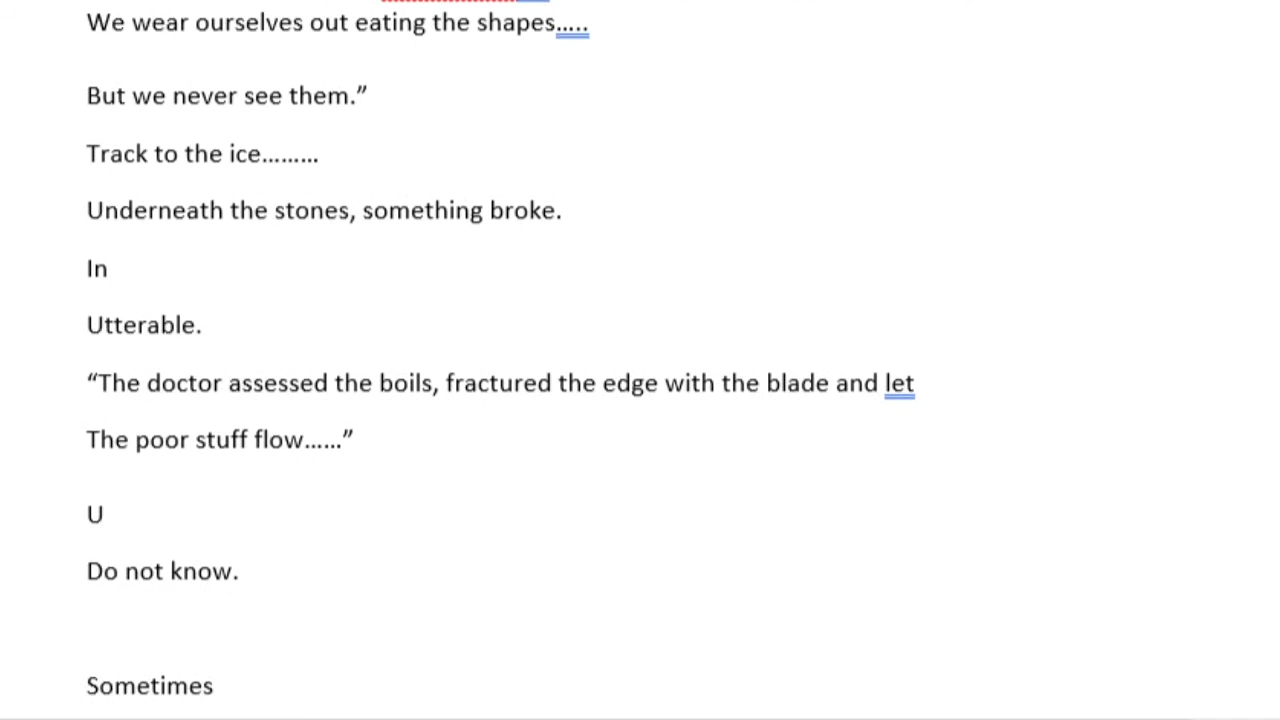 We wear ourselves out eating the shapes.....
But we never see them.”
Track to the ice.........
Underneath the stones, something broke.
In
Utterable.
“The doctor assessed the boils, fractured the edge with the blade and let
The poor stuff flow......”
U
Do not know.
Sometimes